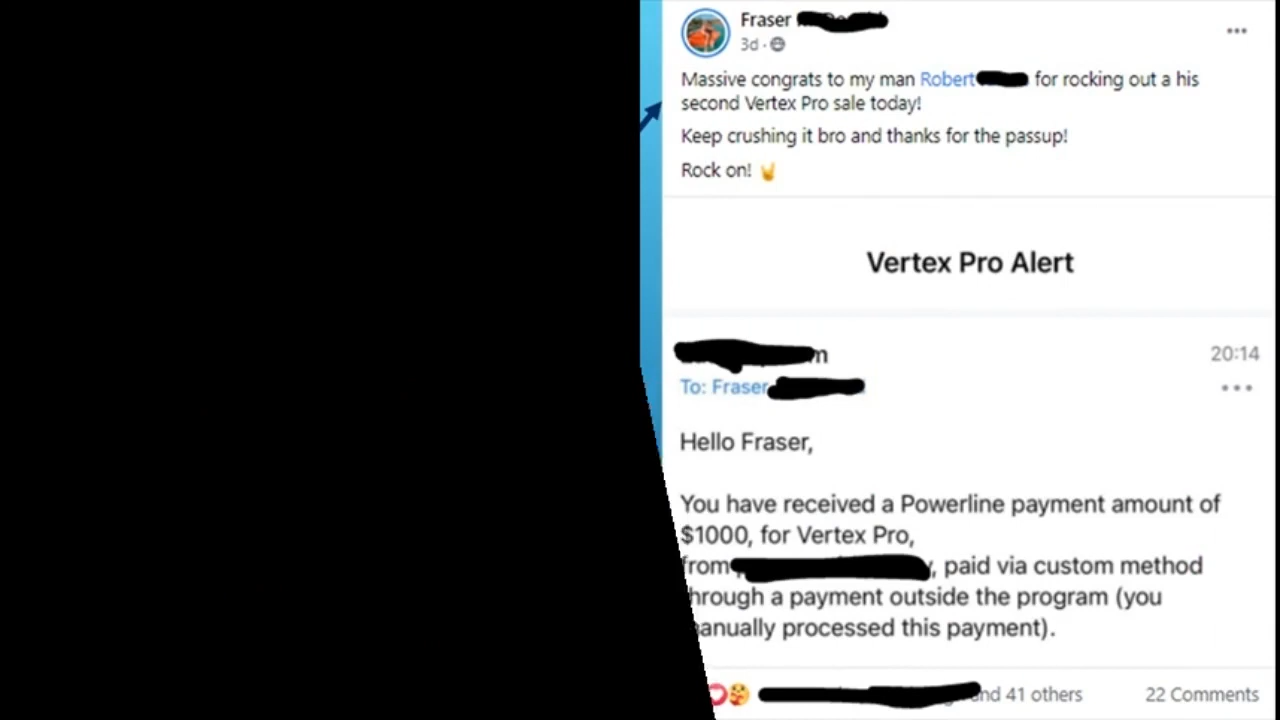 Fraser
3d
Massive congrats to my man Robert for rocking out a his
second Vertex Pro sale today!
Keep crushing it bro and thanks for the passup!
Rock on! 🤘
Vertex Pro Alert
20:14
To: Fraser
Hello Fraser,
You have received a Powerline payment amount of
$1000, for Vertex Pro,
from , paid via custom method
through a payment outside the program (you
manually processed this payment).
and 41 others 22 Comments